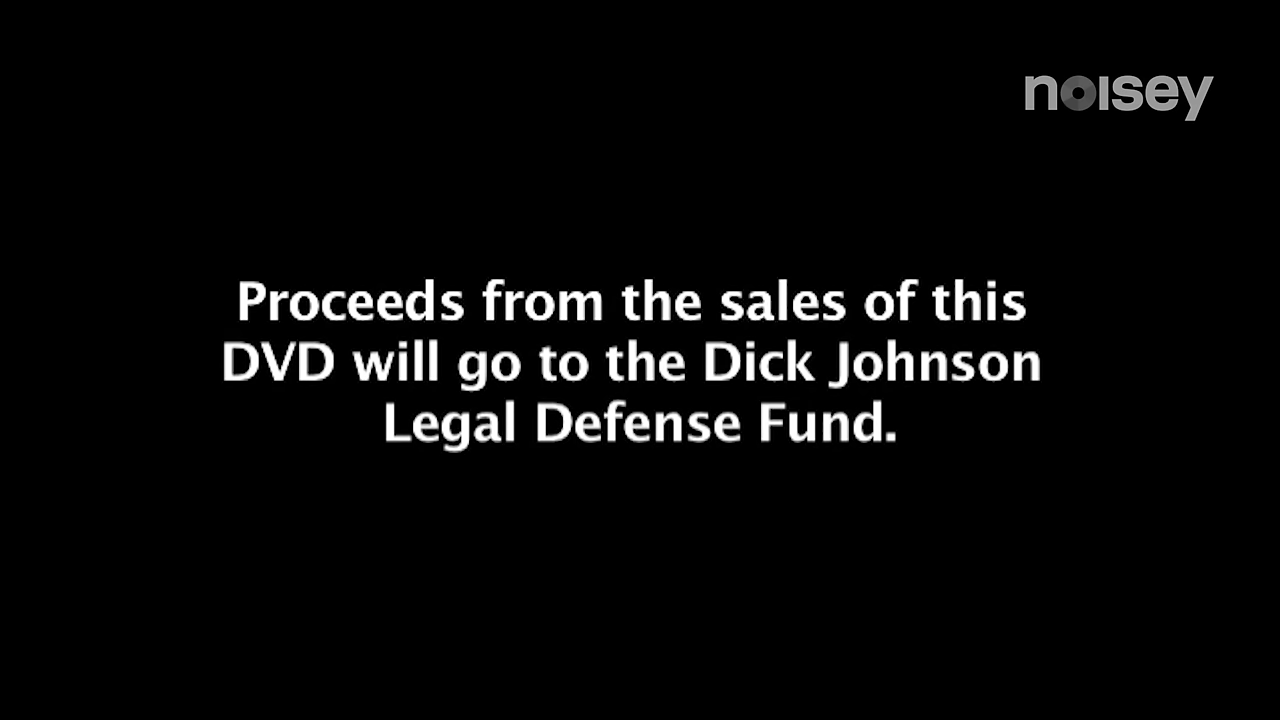 noisey
Proceeds from the sales of this
DVD will go to the Dick Johnson
Legal Defense Fund.